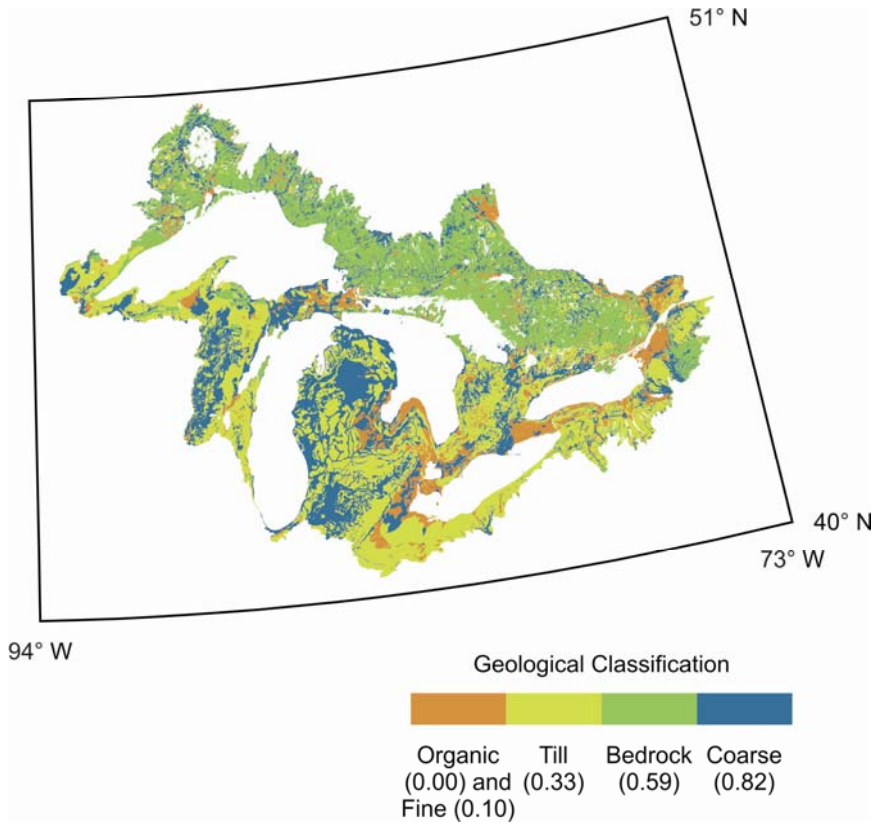 51° N
40° N
73° W
94° W
Geological Classification
Organic
(0.00) and
Fine (0.10)
Till
(0.33)
Bedrock
(0.59)
Coarse
(0.82)